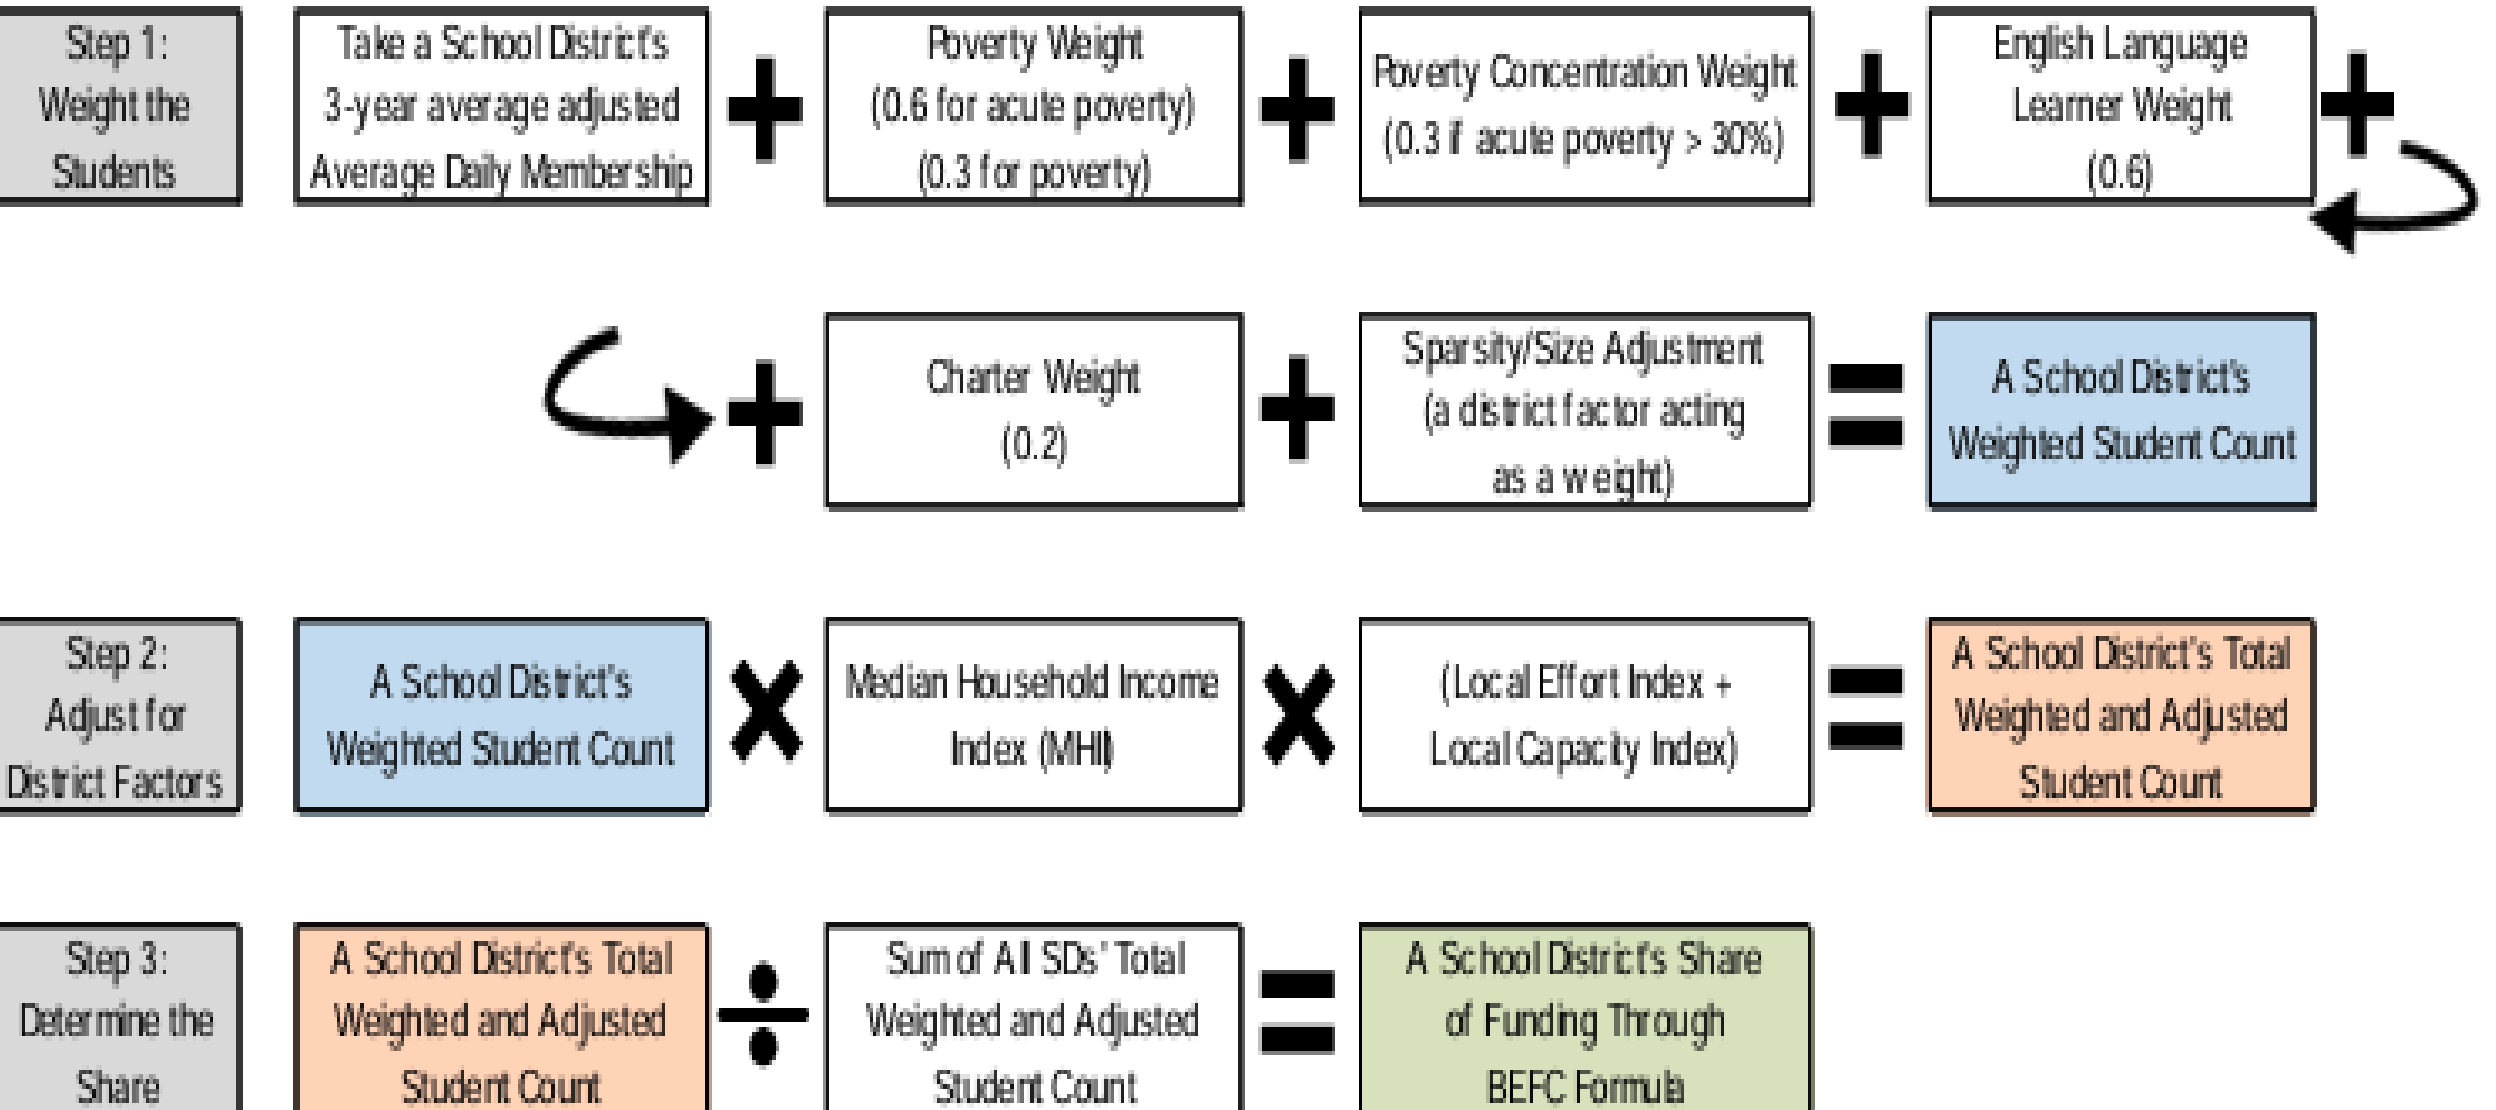 Step 1:
Weight the
Students
Take a School District's
3-year average adjusted
Average Daily Membership
+
Poverty Weight
(0.6 for acute poverty)
(0.3 for poverty)
+
Poverty Concentration Weight
(0.3 if acute poverty > 30%)
+
English Language
Learner Weight
(0.6)
+
+
Charter Weight
(0.2)
+
Sparsity/Size Adjustment
(a district factor acting
as a weight)
=
A School District's
Weighted Student Count
Step 2:
Adjust for
District Factors
A School District's
Weighted Student Count
×
Median Household Income
Index (MHI)
×
(Local Effort Index +
Local Capacity Index)
=
A School District's Total
Weighted and Adjusted
Student Count
Step 3:
Determine the
Share
A School District's Total
Weighted and Adjusted
Student Count
÷
Sum of All SDs' Total
Weighted and Adjusted
Student Count
=
A School District's Share
of Funding Through
BEFC Formula